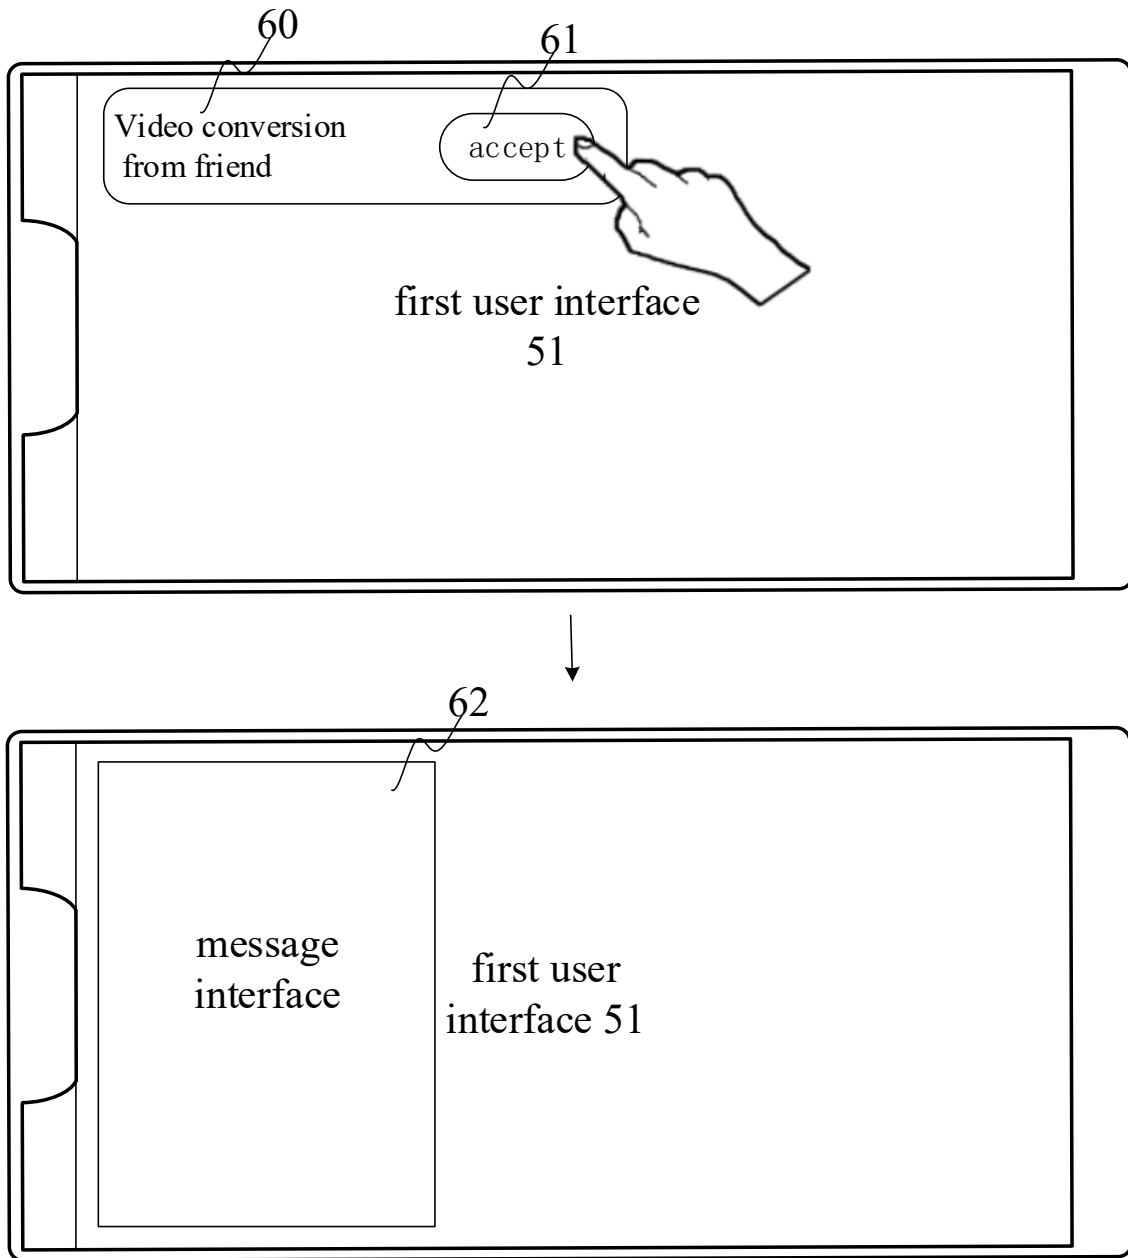 60
61
Video conversion
from friend
accept
first user interface
51
62
message
interface
first user
interface 51